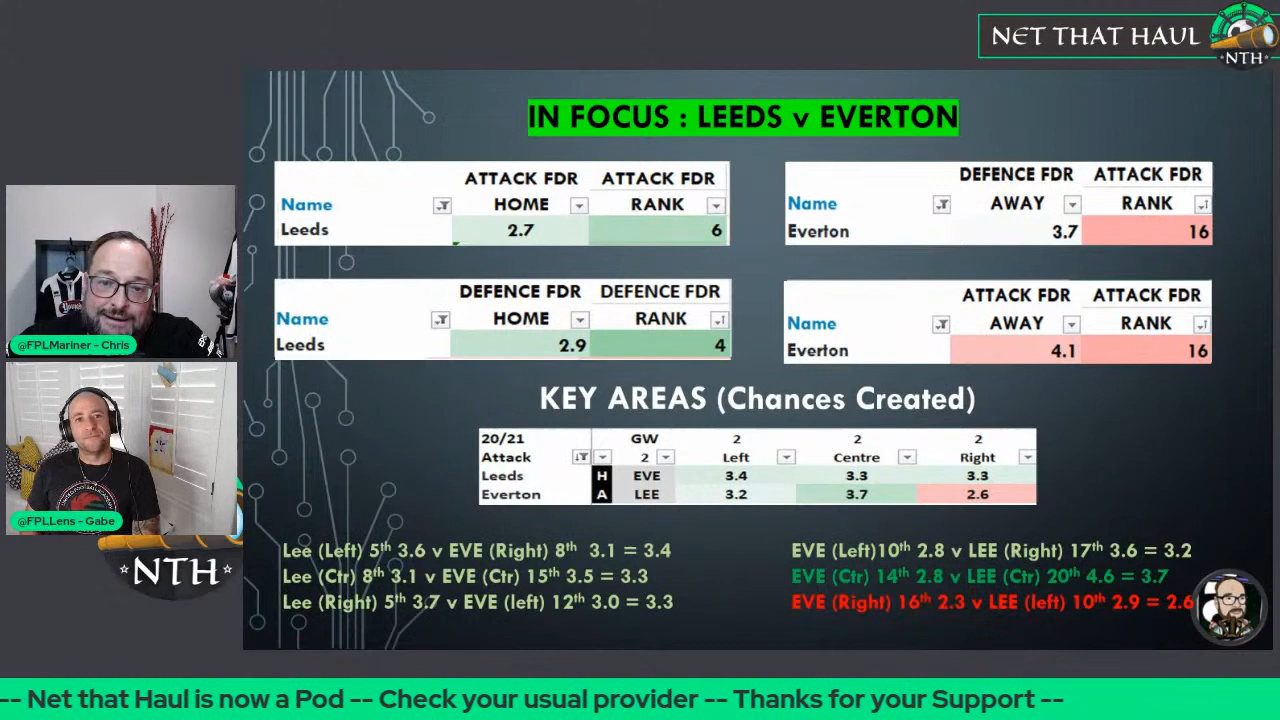 NET THAT HAUL
NTH
IN FOCUS : LEEDS v EVERTON
ATTACK FDR ATTACK FDR
Name HOME RANK
Leeds 2.7 6
DEFENCE FDR ATTACK FDR
Name AWAY RANK
Everton 3.7 16
DEFENCE FDR DEFENCE FDR
Name HOME RANK
Leeds 2.9 4
ATTACK FDR ATTACK FDR
Name AWAY RANK
Everton 4.1 16
@FPLMariner - Chris
@FPLLens - Gabe
NTH
KEY AREAS (Chances Created)
20/21 GW 2 2 2
Attack 2 Left Centre Right
Leeds H EVE 3.4 3.3 3.3
Everton A LEE 3.2 3.7 2.6
Lee (Left) 5th 3.6 v EVE (Right) 8th 3.1 = 3.4
Lee (Ctr) 8th 3.1 v EVE (Ctr) 15th 3.5 = 3.3
Lee (Right) 5th 3.7 v EVE (left) 12th 3.0 = 3.3
EVE (Left)10th 2.8 v LEE (Right) 17th 3.6 = 3.2
EVE (Ctr) 14th 2.8 v LEE (Ctr) 20th 4.6 = 3.7
EVE (Right) 16th 2.3 v LEE (left) 10th 2.9 = 2.6
-- Net that Haul is now a Pod -- Check your usual provider -- Thanks for your Support --